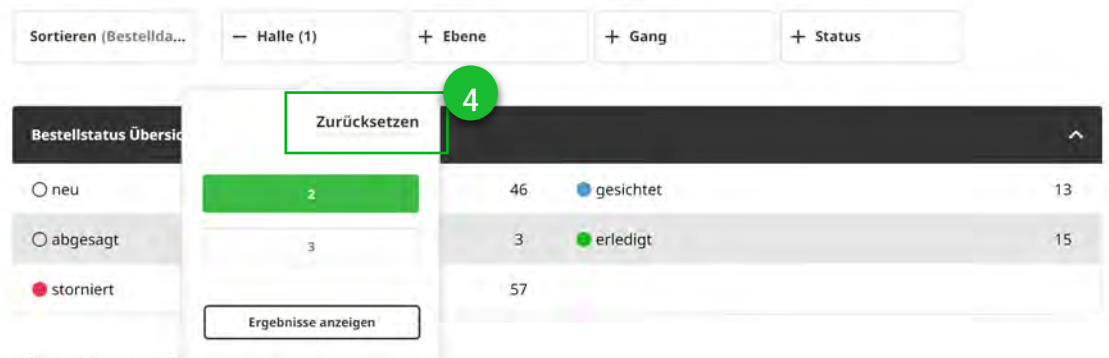 Sortieren (Bestellda... — Halle (1) + Ebene + Gang + Status
4
Zurücksetzen
Bestellstatus Übersic
neu 2 46 gesichtet 13
abgesagt 3 3 erledigt 15
storniert 57
Ergebnisse anzeigen